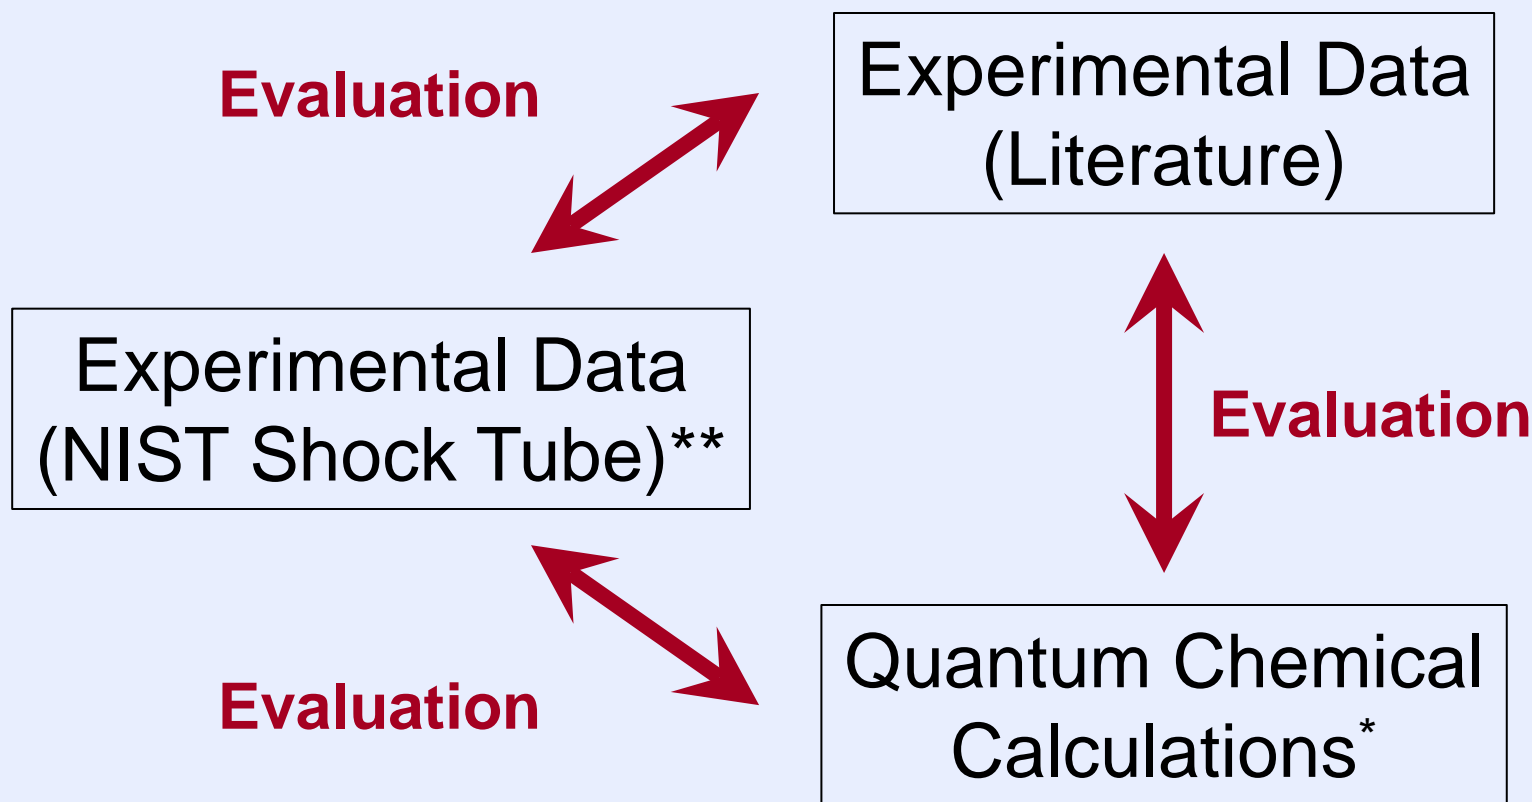 Evaluation
Experimental Data
(Literature)
Experimental Data
(NIST Shock Tube)**
Evaluation
Evaluation
Quantum Chemical
Calculations*